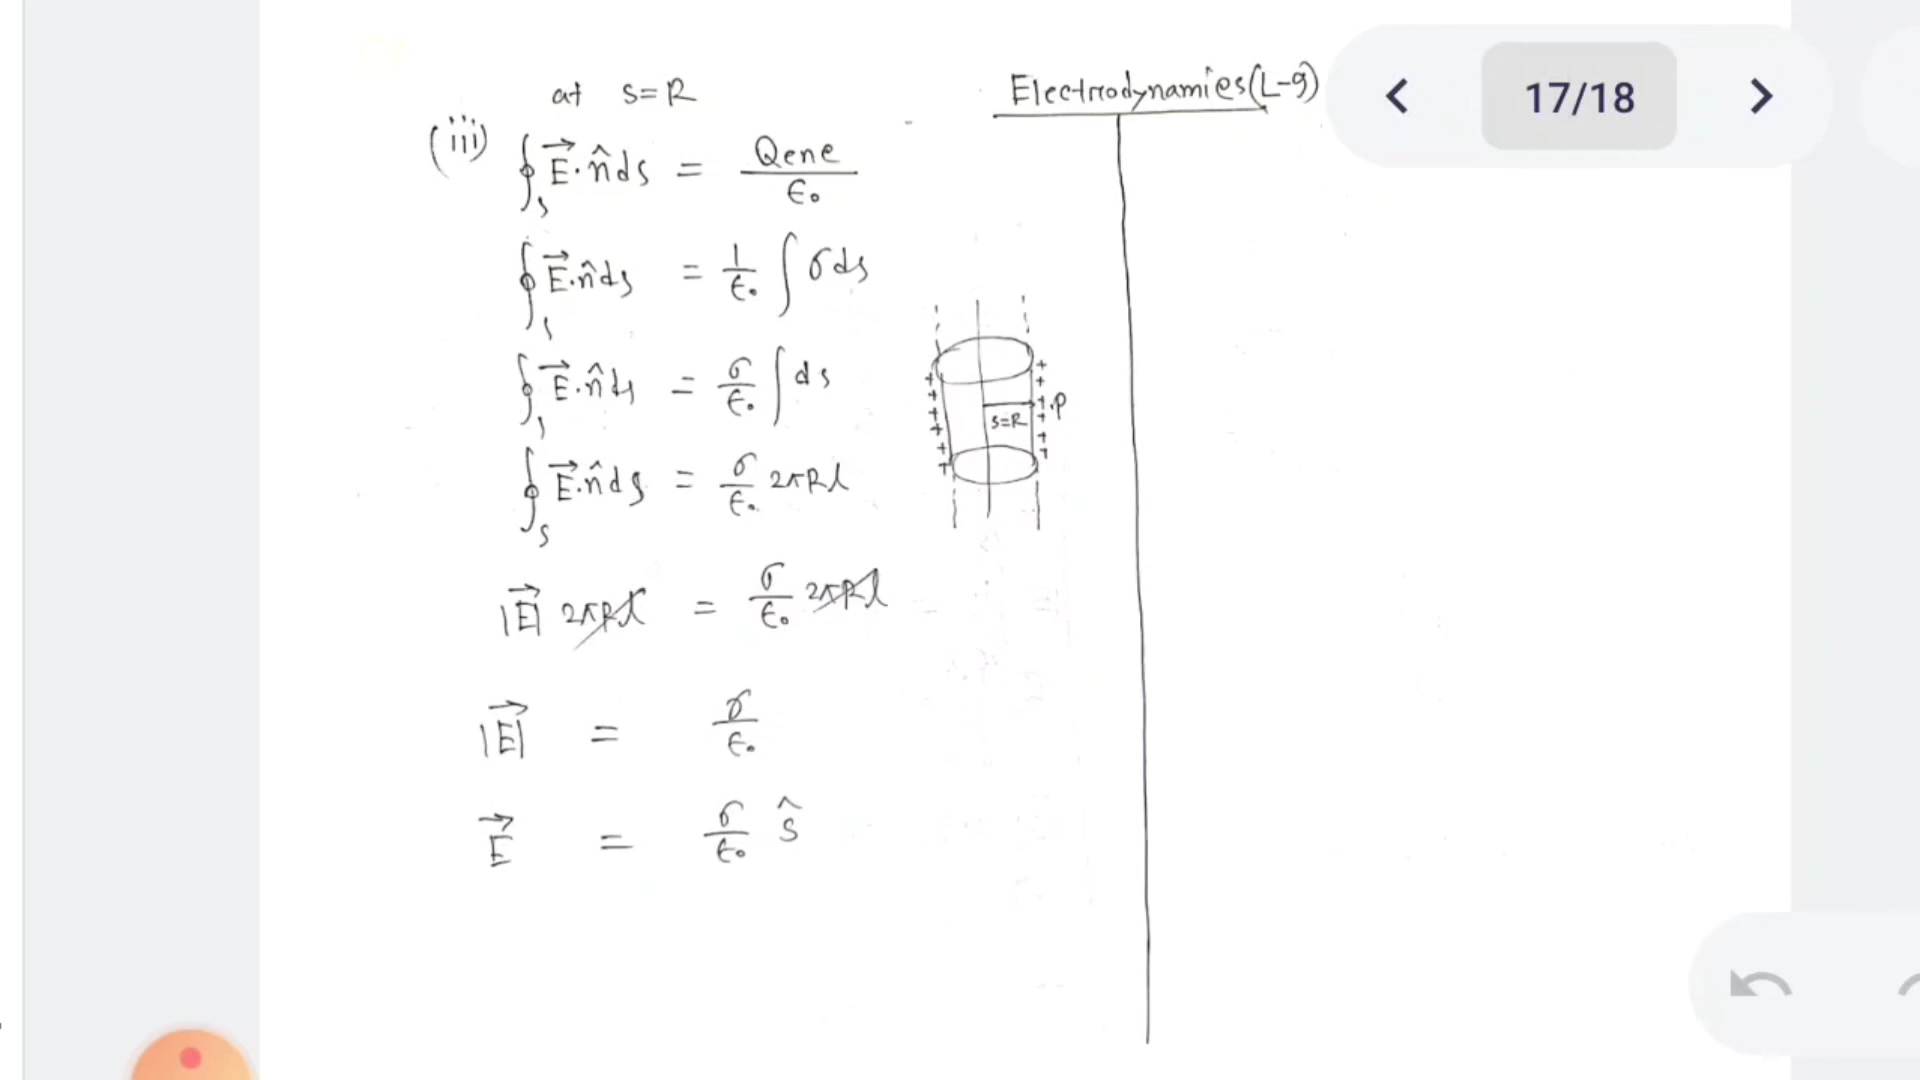 at s=R
Electrodynamics(L-9)
17/18
(iii) ∮_S E⃗·n̂ds = Qenc/ε₀
∮_S E⃗·n̂ds = 1/ε₀ ∫σds
∮_S E⃗·n̂ds = σ/ε₀ ∫ds
∮_S E⃗·n̂ds = σ/ε₀ 2πRl
|E⃗| 2πRl = σ/ε₀ 2πRl
|E⃗| = σ/ε₀
E⃗ = σ/ε₀ ŝ
s=R
.P